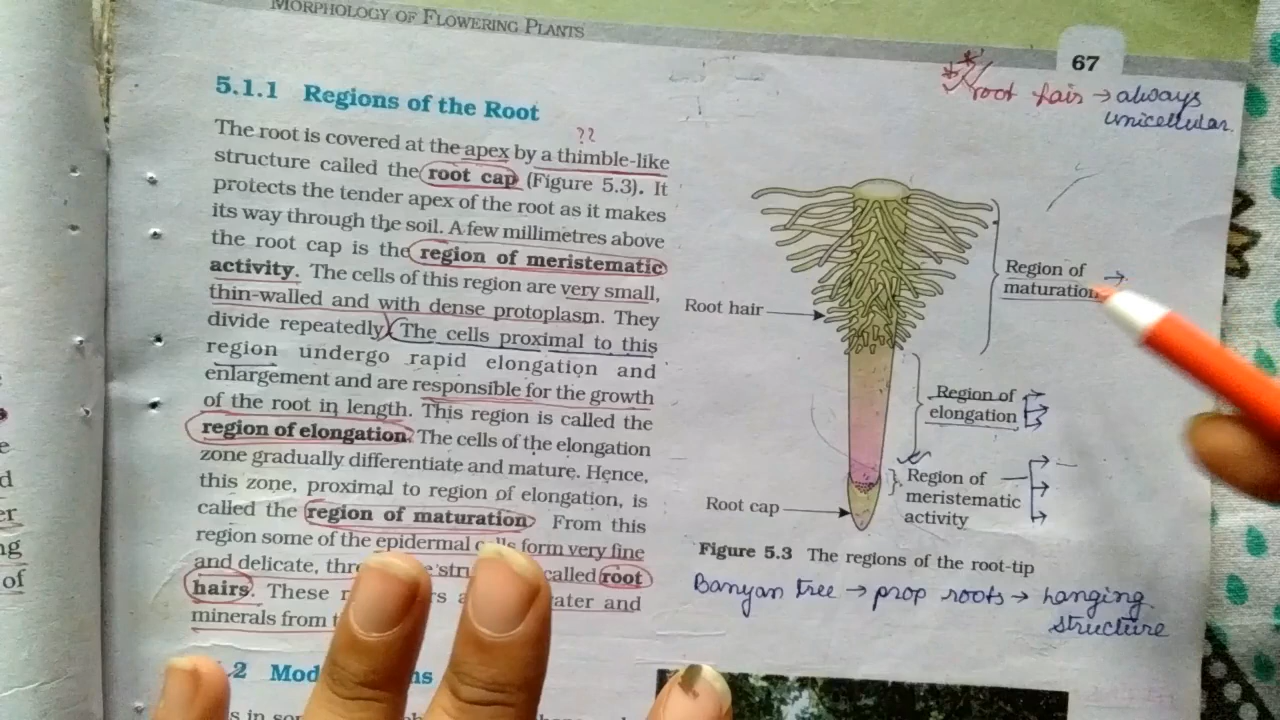 MORPHOLOGY OF FLOWERING PLANTS
67
root hair → always
unicellular.
5.1.1 Regions of the Root
??
The root is covered at the apex by a thimble-like
structure called the root cap (Figure 5.3). It
protects the tender apex of the root as it makes
its way through the soil. A few millimetres above
the root cap is the region of meristematic
activity. The cells of this region are very small,
thin-walled and with dense protoplasm. They
divide repeatedly. The cells proximal to this
region undergo rapid elongation and
enlargement and are responsible for the growth
of the root in length. This region is called the
region of elongation. The cells of the elongation
zone gradually differentiate and mature. Hence,
this zone, proximal to region of elongation, is
called the region of maturation. From this
region some of the epidermal form very fine
and delicate, called root
hairs. These and
minerals from
Root hair
Region of
maturation →
Region of
elongation
Region of
meristematic
activity
Root cap
Figure 5.3 The regions of the root-tip
Banyan tree → prop roots → hanging
structure
.2
in